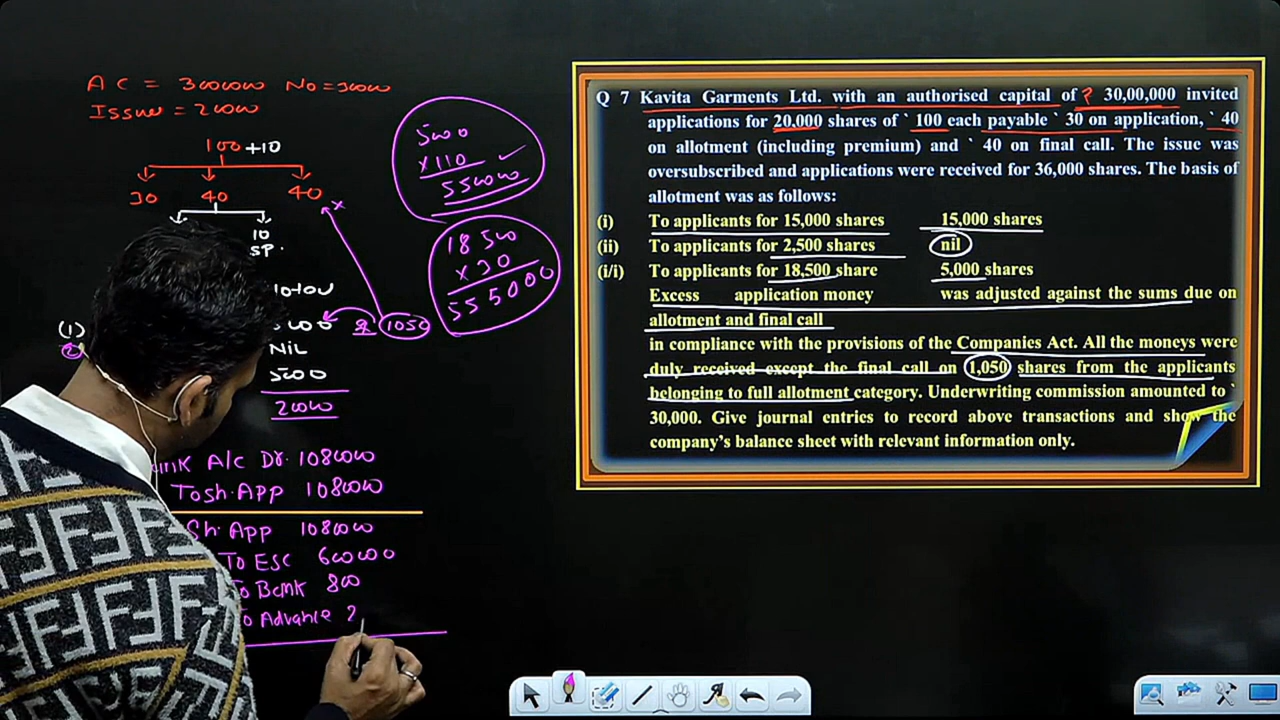 AC = 3000000 No = 30000
Issue = 20000
100 +10
30 40 40
10
SP.
(1)
(2)
x 1050
Nil
5000
20000
5000
x 110
550000
18500
x 30
555000
A/c Dr. 1080000
To sh. App 1080000
Sh. App 1080000
To ESC 600000
To Bank
To Advance 2
Q 7 Kavita Garments Ltd. with an authorised capital of ? 30,00,000 invited
applications for 20,000 shares of ` 100 each payable ` 30 on application, ` 40
on allotment (including premium) and ` 40 on final call. The issue was
oversubscribed and applications were received for 36,000 shares. The basis of
allotment was as follows:
(i) To applicants for 15,000 shares 15,000 shares
(ii) To applicants for 2,500 shares nil
(i/i) To applicants for 18,500 share 5,000 shares
Excess application money was adjusted against the sums due on
allotment and final call
in compliance with the provisions of the Companies Act. All the moneys were
duly received except the final call on 1,050 shares from the applicants
belonging to full allotment category. Underwriting commission amounted to `
30,000. Give journal entries to record above transactions and show the
company's balance sheet with relevant information only.